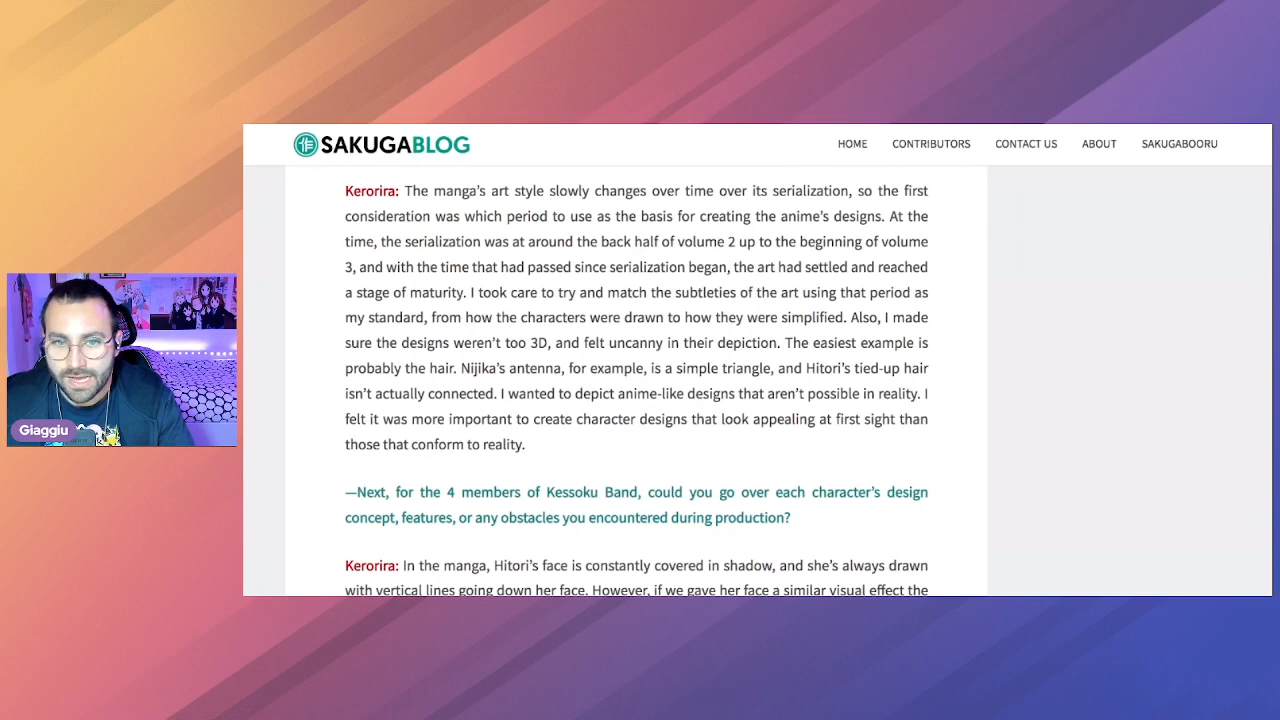 SAKUGABLOG
HOME
CONTRIBUTORS
CONTACT US
ABOUT
SAKUGABOORU
Kerorira: The manga’s art style slowly changes over time over its serialization, so the first
consideration was which period to use as the basis for creating the anime’s designs. At the
time, the serialization was at around the back half of volume 2 up to the beginning of volume
3, and with the time that had passed since serialization began, the art had settled and reached
a stage of maturity. I took care to try and match the subtleties of the art using that period as
my standard, from how the characters were drawn to how they were simplified. Also, I made
sure the designs weren’t too 3D, and felt uncanny in their depiction. The easiest example is
probably the hair. Nijika’s antenna, for example, is a simple triangle, and Hitori’s tied-up hair
isn’t actually connected. I wanted to depict anime-like designs that aren’t possible in reality. I
felt it was more important to create character designs that look appealing at first sight than
those that conform to reality.
—Next, for the 4 members of Kessoku Band, could you go over each character’s design
concept, features, or any obstacles you encountered during production?
Kerorira: In the manga, Hitori’s face is constantly covered in shadow, and she’s always drawn
with vertical lines going down her face. However, if we gave her face a similar visual effect the
Giaggiu